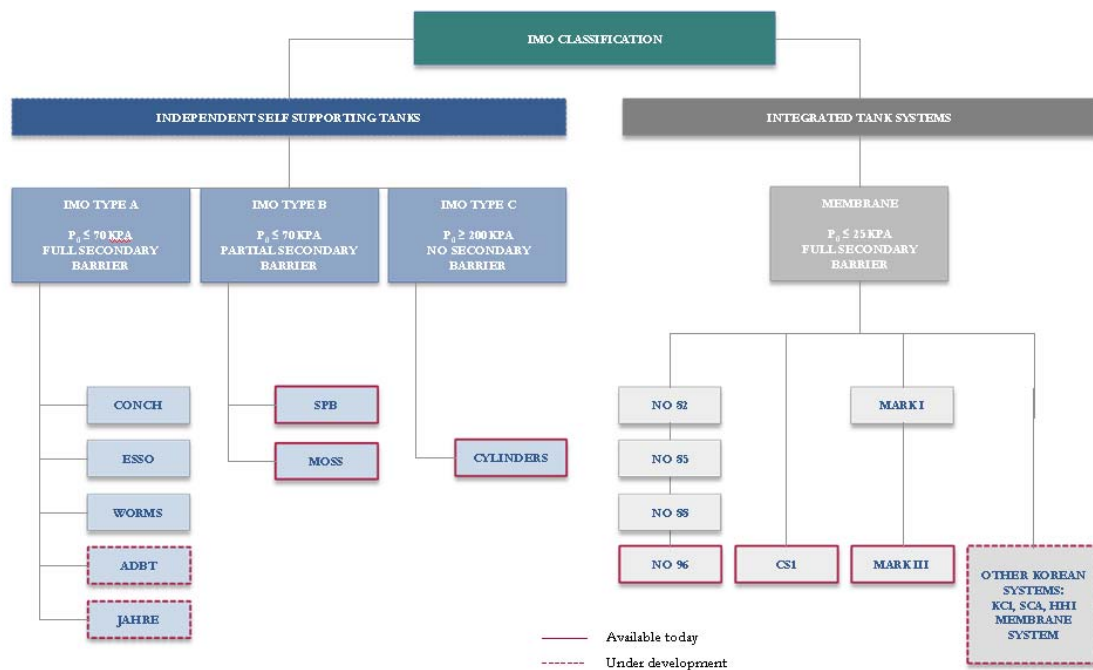 IMO CLASSIFICATION
INDEPENDENT SELF SUPPORTING TANKS
INTEGRATED TANK SYSTEMS
IMO TYPE A
P₀ ≤ 70 KPA
FULL SECONDARY
BARRIER
IMO TYPE B
P₀ ≤ 70 KPA
PARTIAL SECONDARY
BARRIER
IMO TYPE C
P₀ ≥ 200 KPA
NO SECONDARY
BARRIER
MEMBRANE
P₀ ≤ 25 KPA
FULL SECONDARY
BARRIER
CONCH
ESSO
WORMS
ADBT
JAHRE
SPB
MOSS
CYLINDERS
NO 82
NO 85
NO 88
NO 96
CS1
MARK I
MARK III
OTHER KOREAN
SYSTEMS:
KCI, SCA, HHI
MEMBRANE
SYSTEM
Available today
Under development